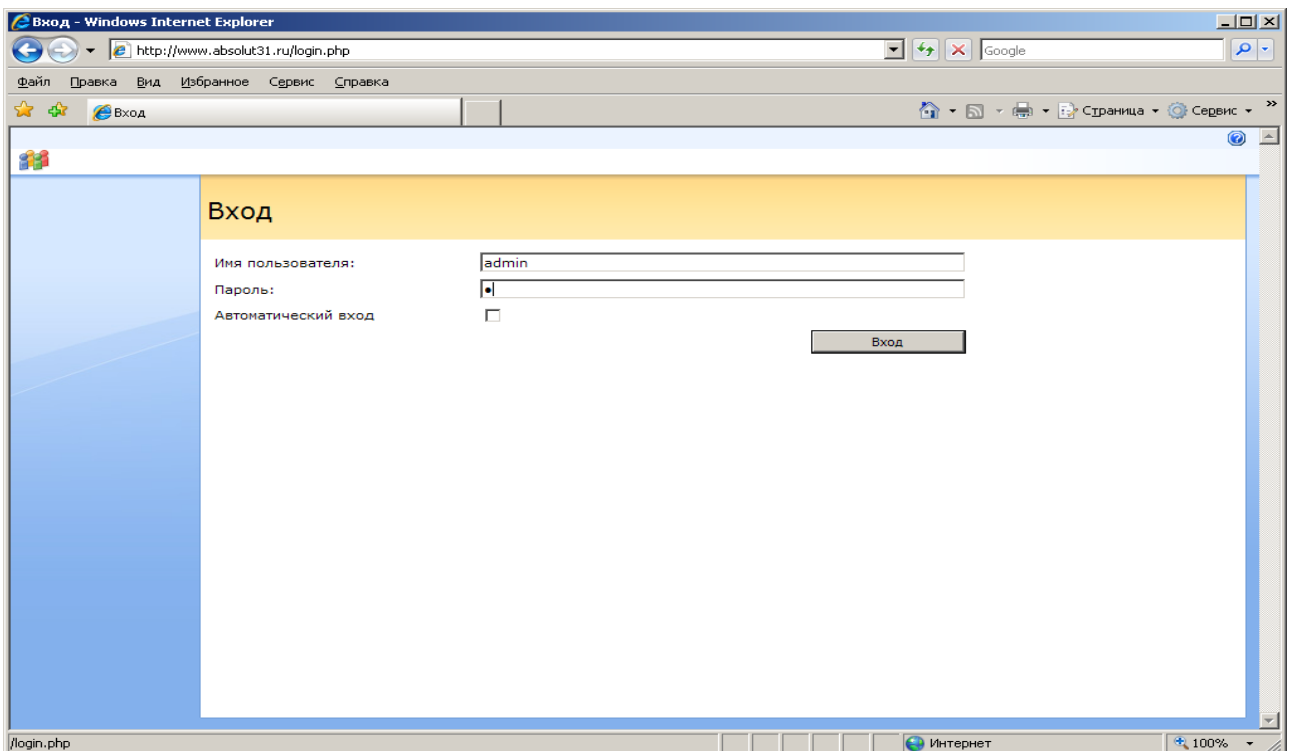 Вход - Windows Internet Explorer
http://www.absolut31.ru/login.php
Google
Файл Правка Вид Избранное Сервис Справка
Вход
Страница Сервис »
Вход
Имя пользователя: admin
Пароль: •
Автоматический вход
Вход
/login.php Интернет 100%